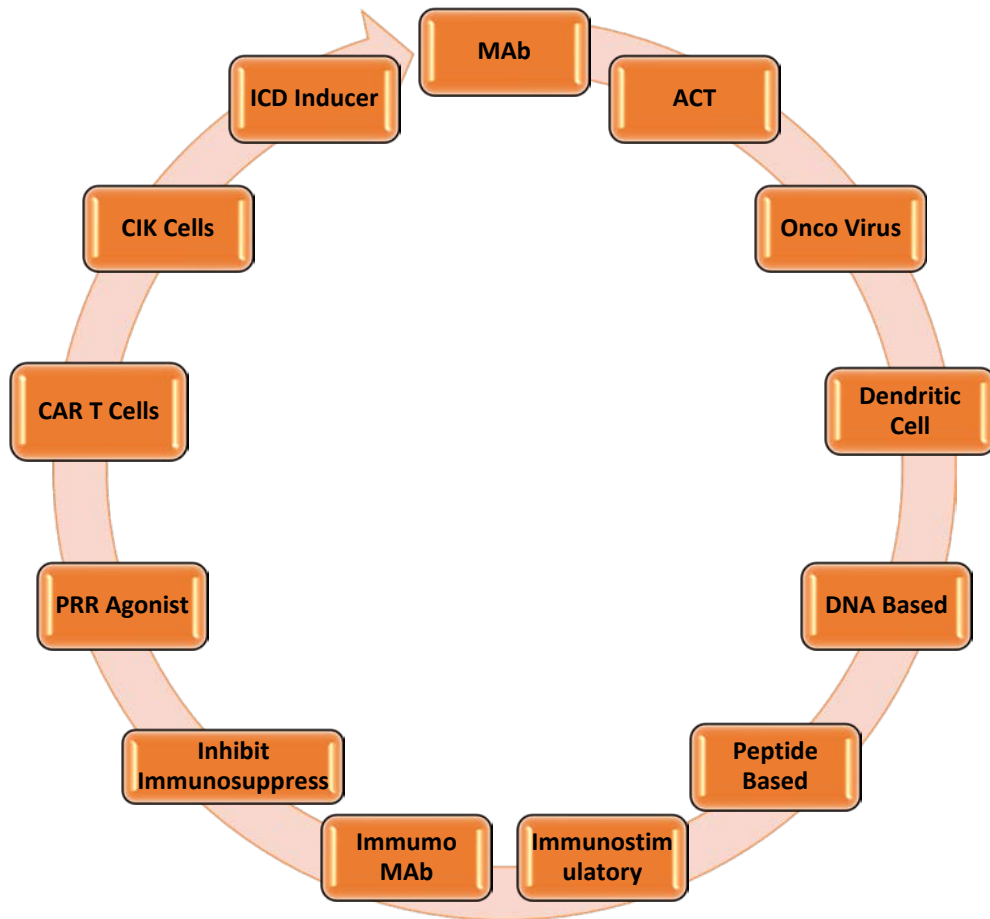 MAb
ACT
Onco Virus
Dendritic
Cell
DNA Based
Peptide
Based
Immunostim
ulatory
Immumo
MAb
Inhibit
Immunosuppress
PRR Agonist
CAR T Cells
CIK Cells
ICD Inducer